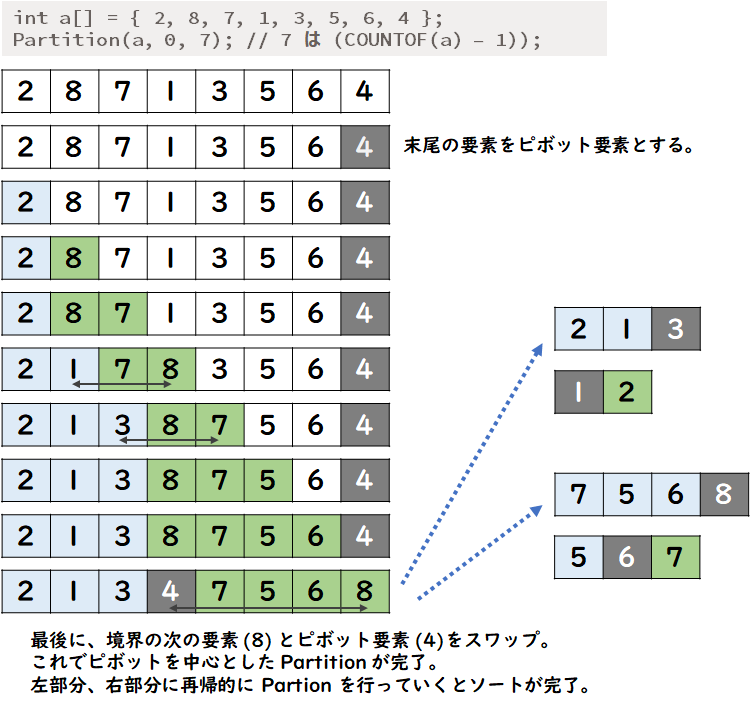 int a[] = { 2, 8, 7, 1, 3, 5, 6, 4 };
Partition(a, 0, 7); // 7 は (COUNTOF(a) – 1));
2 8 7 1 3 5 6 4
2 8 7 1 3 5 6 4 末尾の要素をピボット要素とする。
2 8 7 1 3 5 6 4
2 8 7 1 3 5 6 4
2 8 7 1 3 5 6 4
2 1 7 8 3 5 6 4
2 1 3 8 7 5 6 4
2 1 3 8 7 5 6 4
2 1 3 8 7 5 6 4
2 1 3 4 7 5 6 8
2 1 3
1 2
7 5 6 8
5 6 7
最後に、境界の次の要素(8)とピボット要素(4)をスワップ。
これでピボットを中心とした Partition が完了。
左部分、右部分に再帰的に Partion を行っていくとソートが完了。